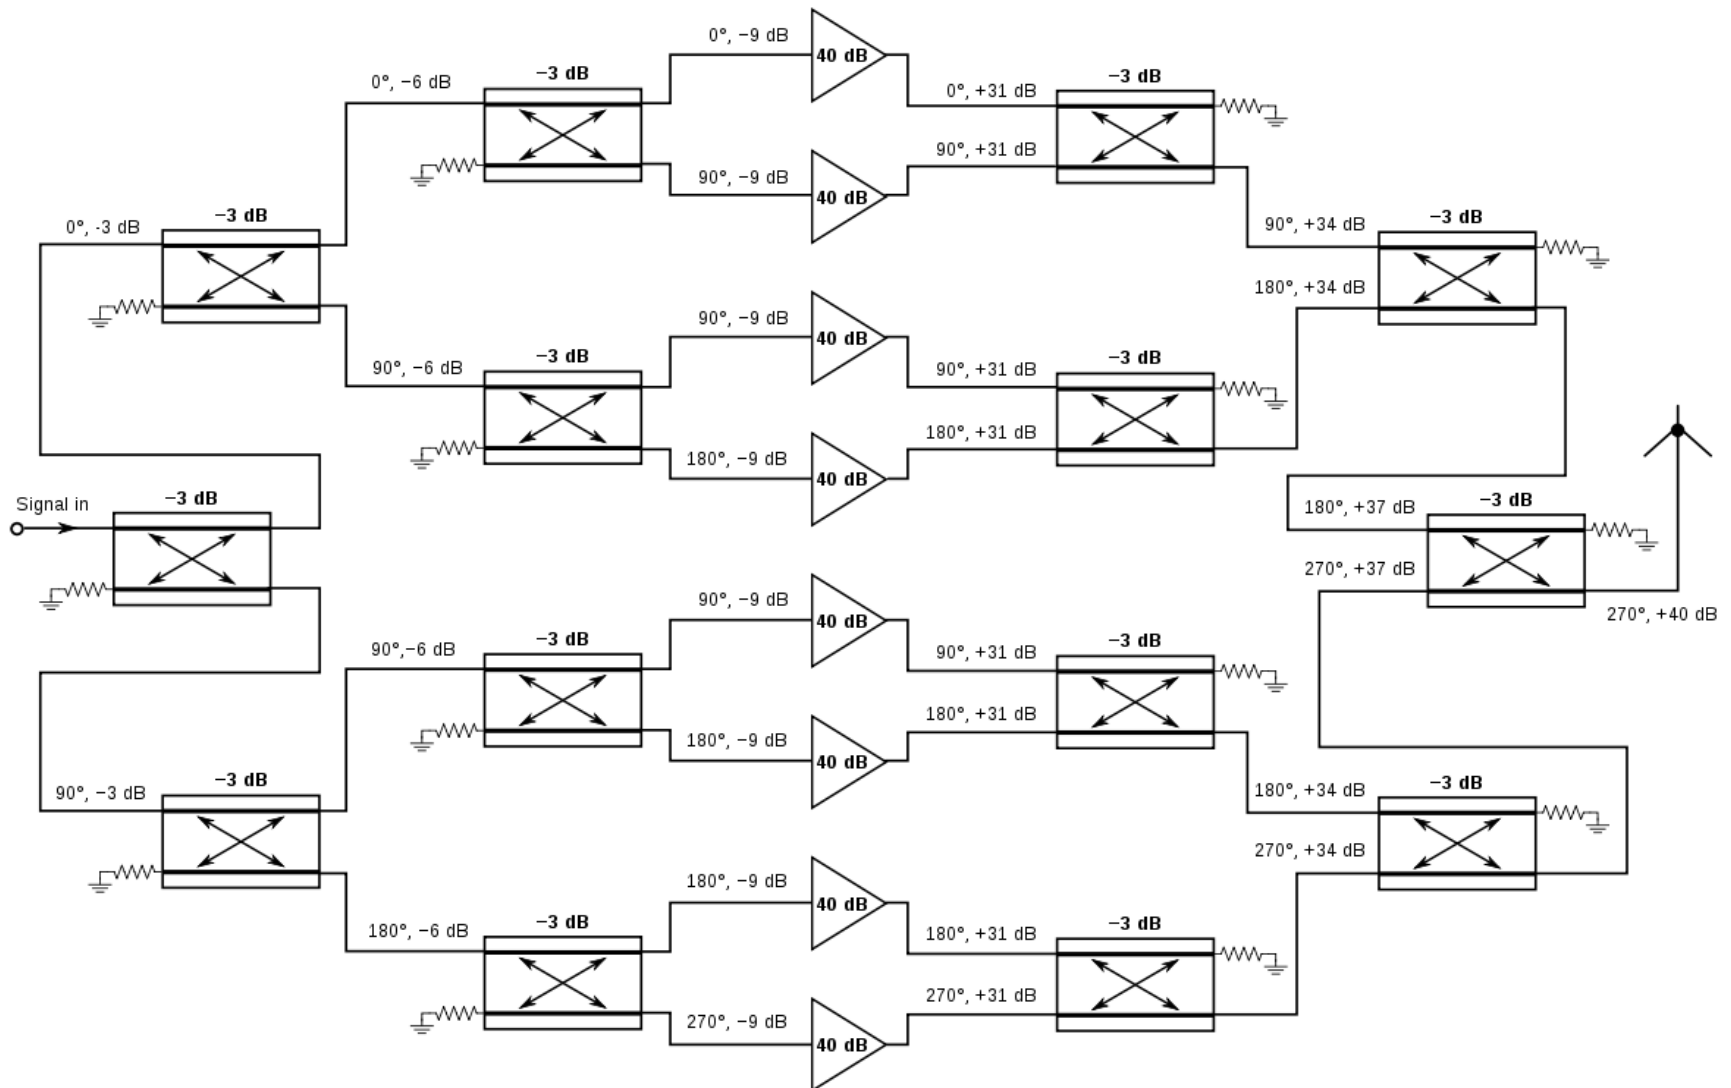 0°, −9 dB
40 dB
−3 dB
−3 dB
0°, −6 dB
0°, +31 dB
90°, +31 dB
90°, −9 dB
40 dB
−3 dB
−3 dB
0°, -3 dB
90°, +34 dB
180°, +34 dB
90°, −9 dB
40 dB
−3 dB
−3 dB
90°, −6 dB
90°, +31 dB
180°, +31 dB
180°, −9 dB
40 dB
Signal in
−3 dB
−3 dB
180°, +37 dB
270°, +37 dB
270°, +40 dB
90°, −9 dB
40 dB
−3 dB
−3 dB
90°,−6 dB
90°, +31 dB
180°, +31 dB
180°, −9 dB
40 dB
−3 dB
−3 dB
90°, −3 dB
180°, +34 dB
270°, +34 dB
180°, −9 dB
40 dB
−3 dB
−3 dB
180°, −6 dB
180°, +31 dB
270°, +31 dB
270°, −9 dB
40 dB